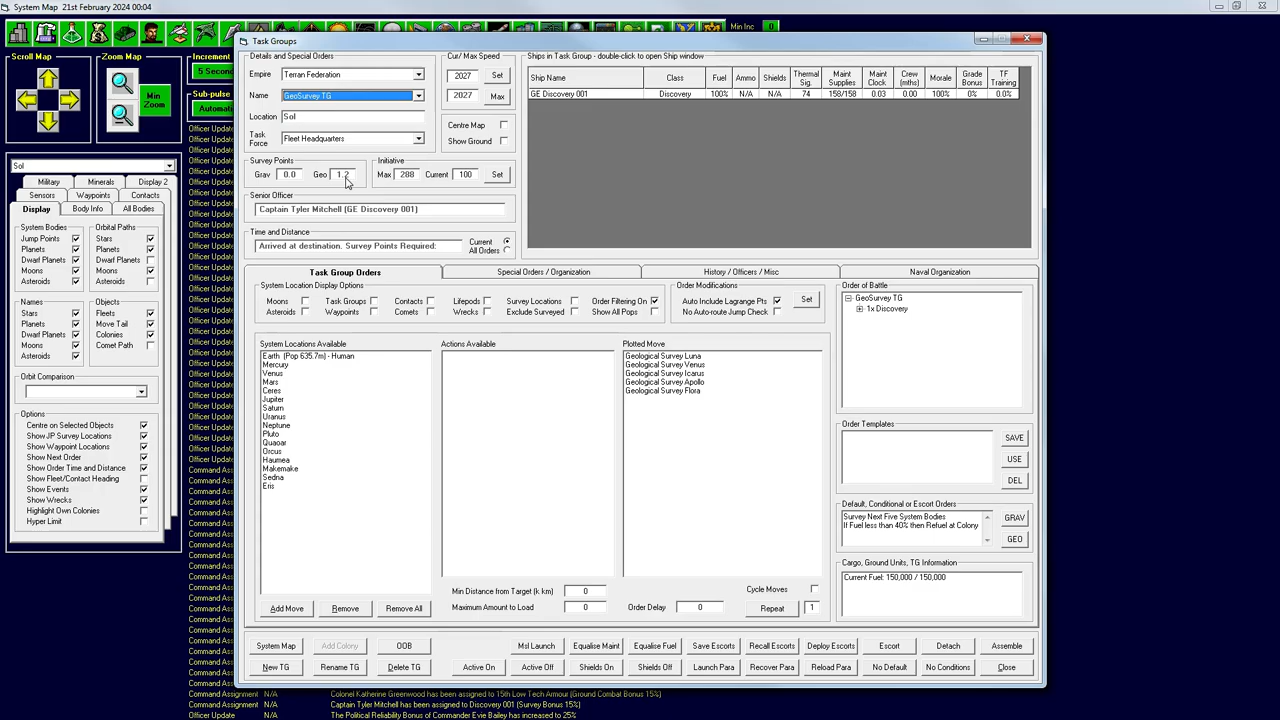 System Map  21st February 2024 00:04
Min Inc
Scroll Map
Zoom Map
Min
Zoom
Increment
5 Second
Sub-pulse
Automati
Sol
Military
Minerals
Display 2
Sensors
Waypoints
Contacts
Display
Body Info
All Bodies
System Bodies
Jump Points
Planets
Dwarf Planets
Moons
Asteroids
Orbital Paths
Stars
Planets
Dwarf Planets
Moons
Asteroids
Names
Stars
Planets
Dwarf Planets
Moons
Asteroids
Objects
Fleets
Move Tail
Colonies
Comet Path
Orbit Comparison
Options
Centre on Selected Objects
Show JP Survey Locations
Show Waypoint Locations
Show Next Order
Show Order Time and Distance
Show Fleet/Contact Heading
Show Events
Show Wrecks
Highlight Own Colonies
Hyper Limit
Task Groups
Details and Special Orders
Empire
Terran Federation
Name
GeoSurvey TG
Location
Sol
Task
Force
Fleet Headquarters
Cur/ Max Speed
2027
Set
2027
Max
Centre Map
Show Ground
Survey Points
Grav
0.0
Geo
1.2
Initiative
Max
288
Current
100
Set
Senior Officer
Captain Tyler Mitchell (GE Discovery 001)
Time and Distance
Arrived at destination. Survey Points Required:
Current
All Orders
Ships in Task Group - double-click to open Ship window
Ship Name Class Fuel Ammo Shields Thermal Sig. Maint Supplies Maint Clock Crew (mths) Morale Grade Bonus TF Training
GE Discovery 001 Discovery 100% N/A N/A 74 158/158 0.03 0.00 100% 0% 0.0%
Task Group Orders
Special Orders / Organization
History / Officers / Misc
Naval Organization
System Location Display Options
Moons
Task Groups
Contacts
Lifepods
Survey Locations
Order Filtering On
Asteroids
Waypoints
Comets
Wrecks
Exclude Surveyed
Show All Pops
Order Modifications
Auto Include Lagrange Pts
No Auto-route Jump Check
Set
System Locations Available
Earth  (Pop 635.7m) - Human
Mercury
Venus
Mars
Ceres
Jupiter
Saturn
Uranus
Neptune
Pluto
Quaoar
Orcus
Haumea
Makemake
Sedna
Eris
Actions Available
Plotted Move
Geological Survey Luna
Geological Survey Venus
Geological Survey Icarus
Geological Survey Apollo
Geological Survey Flora
Add Move
Remove
Remove All
Min Distance from Target (k km)
0
Maximum Amount to Load
0
Order Delay
0
Cycle Moves
Repeat
1
Order of Battle
GeoSurvey TG
1x Discovery
Order Templates
SAVE
USE
DEL
Default, Conditional or Escort Orders
Survey Next Five System Bodies
If Fuel less than 40% then Refuel at Colony
GRAV
GEO
Cargo, Ground Units, TG Information
Current Fuel: 150,000 / 150,000
System Map
Add Colony
OOB
Msl Launch
Equalise Maint
Equalise Fuel
Save Escorts
Recall Escorts
Deploy Escorts
Escort
Detach
Assemble
New TG
Rename TG
Delete TG
Active On
Active Off
Shields On
Shields Off
Launch Para
Recover Para
Reload Para
No Default
No Conditions
Close
Officer Update
Officer Update
Officer Update
Officer Update
Command Assignment N/A Colonel Katherine Greenwood has been assigned to 15th Low Tech Armour (Ground Combat Bonus 15%)
Command Assignment N/A Captain Tyler Mitchell has been assigned to Discovery 001 (Survey Bonus 15%)
Officer Update N/A The Political Reliability Bonus of Commander Evie Bailey has increased to 25%